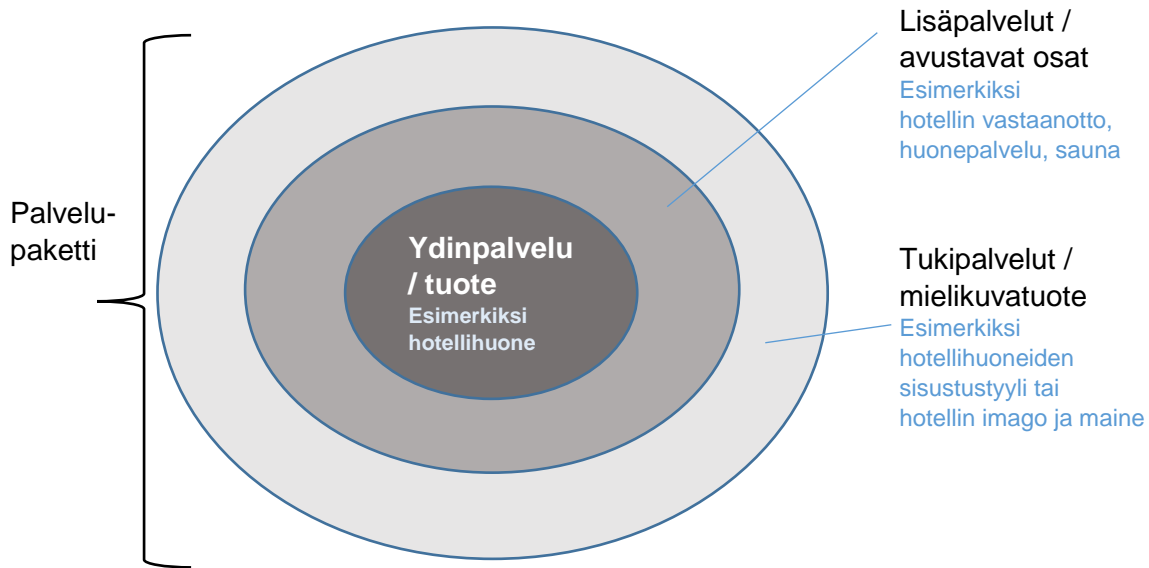 Palvelu-
paketti
Ydinpalvelu
/ tuote
Esimerkiksi
hotellihuone
Lisäpalvelut /
avustavat osat
Esimerkiksi
hotellin vastaanotto,
huonepalvelu, sauna
Tukipalvelut /
mielikuvatuote
Esimerkiksi
hotellihuoneiden
sisustustyyli tai
hotellin imago ja maine